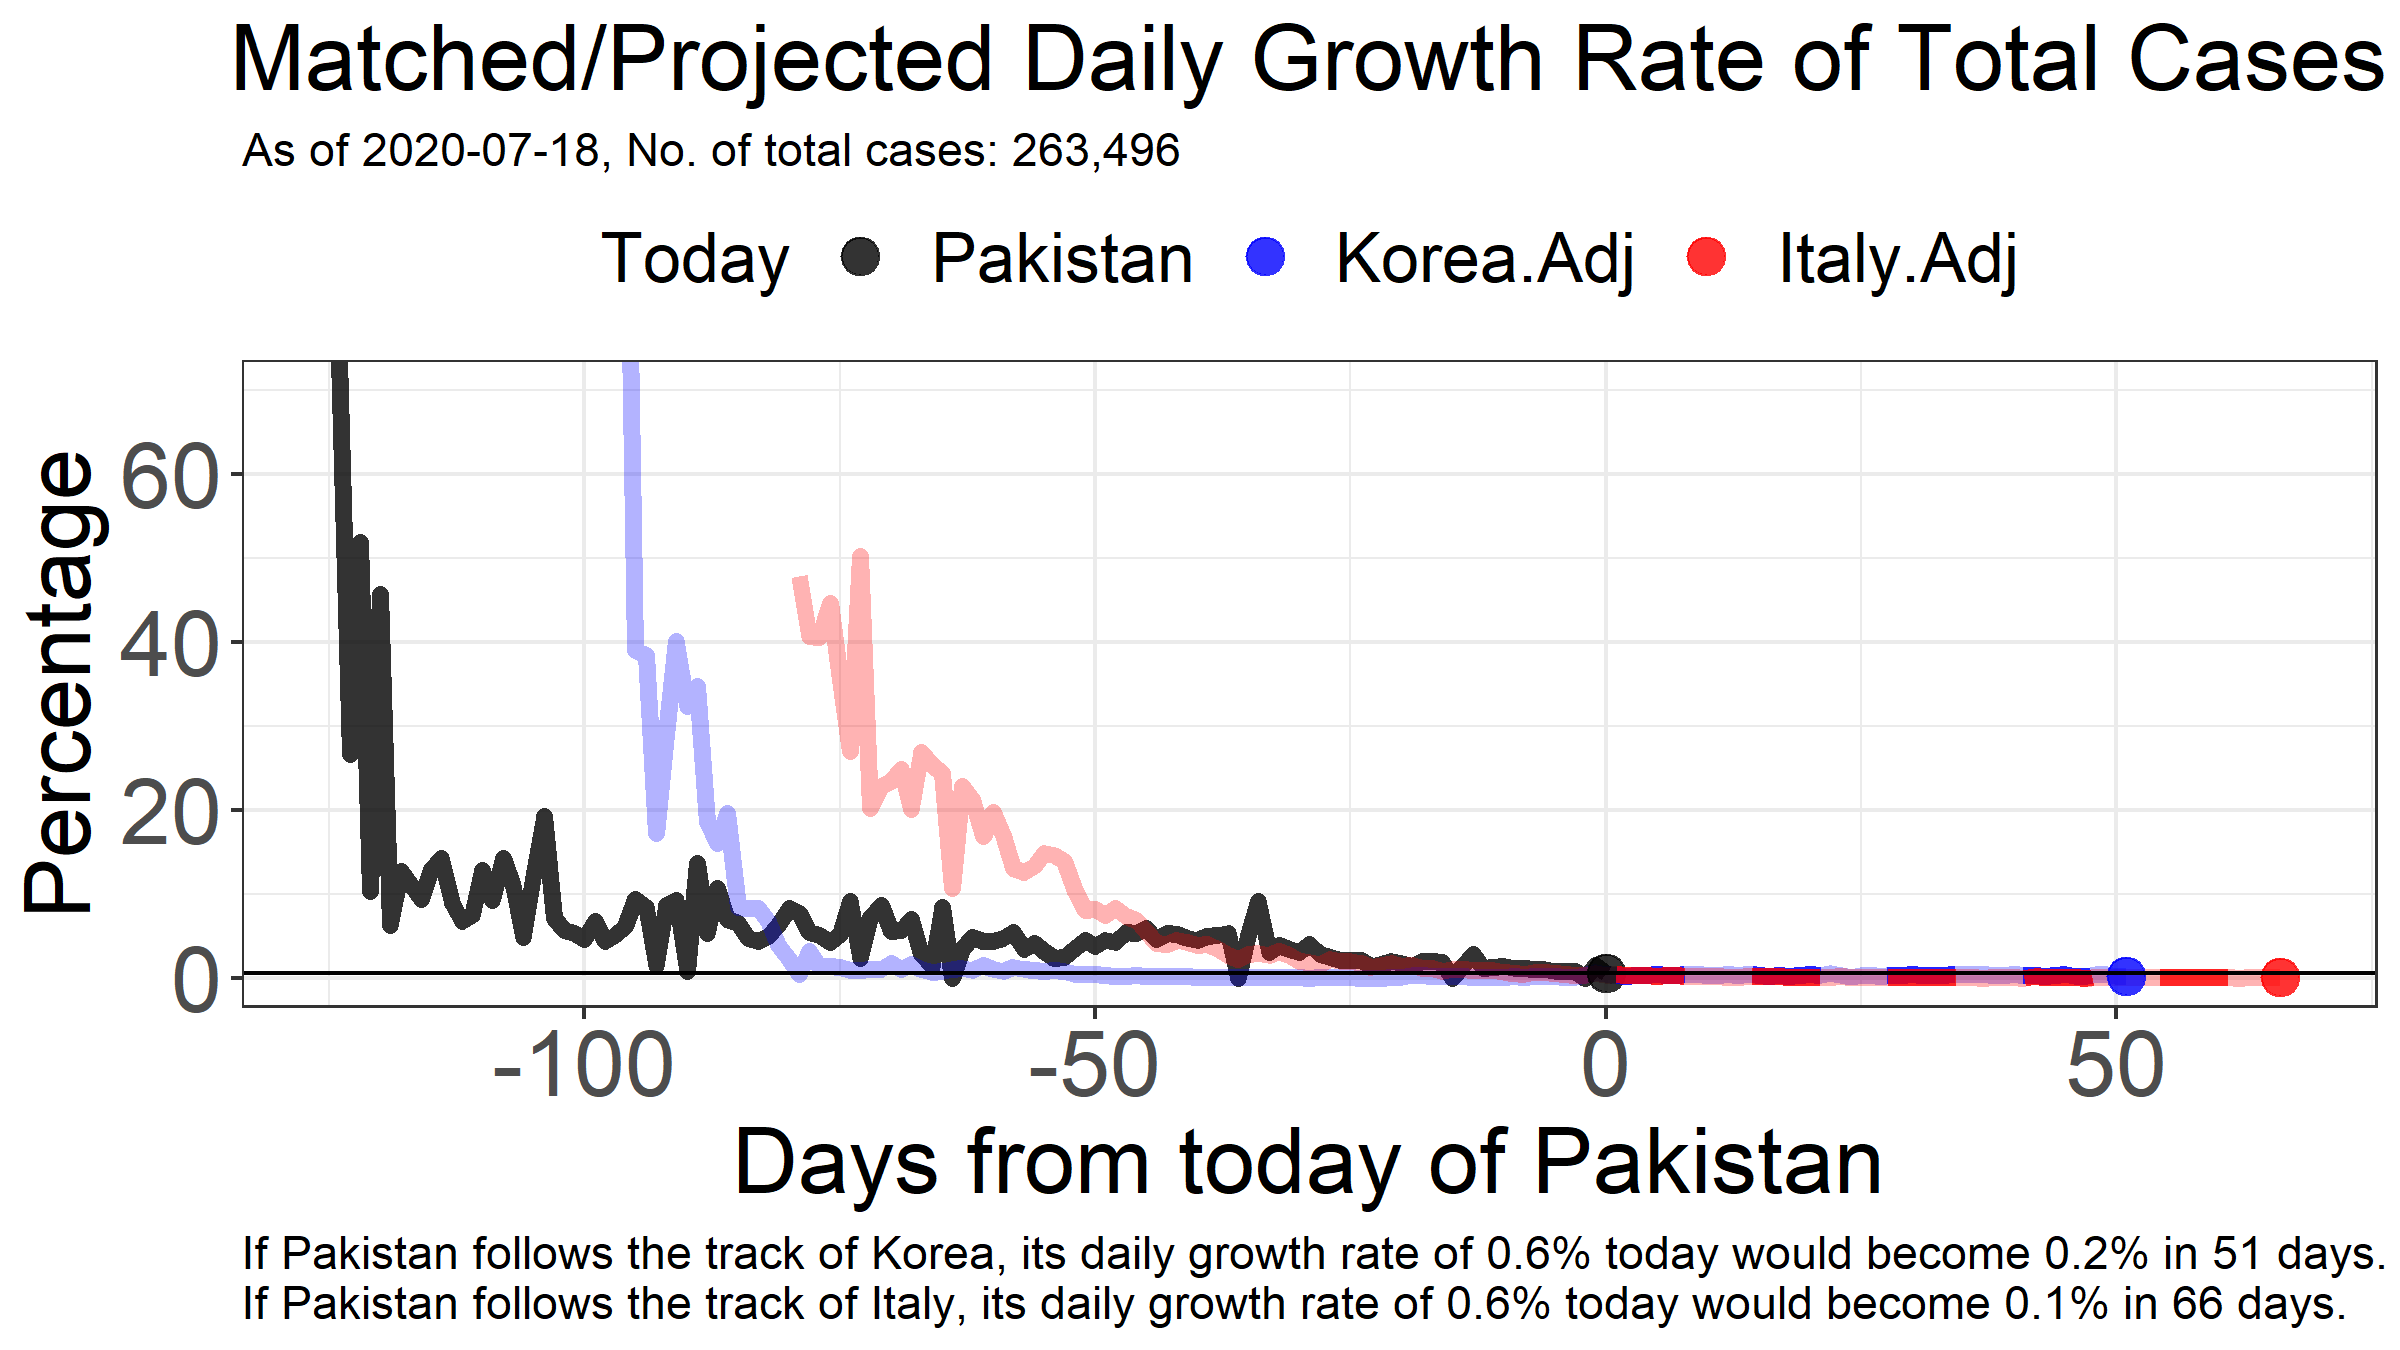 Matched/Projected Daily Growth Rate of Total Cases
As of 2020-07-18, No. of total cases: 263,496
Today Pakistan Korea.Adj Italy.Adj
Percentage
60
40
20
0
-100 -50 0 50
Days from today of Pakistan
If Pakistan follows the track of Korea, its daily growth rate of 0.6% today would become 0.2% in 51 days.
If Pakistan follows the track of Italy, its daily growth rate of 0.6% today would become 0.1% in 66 days.